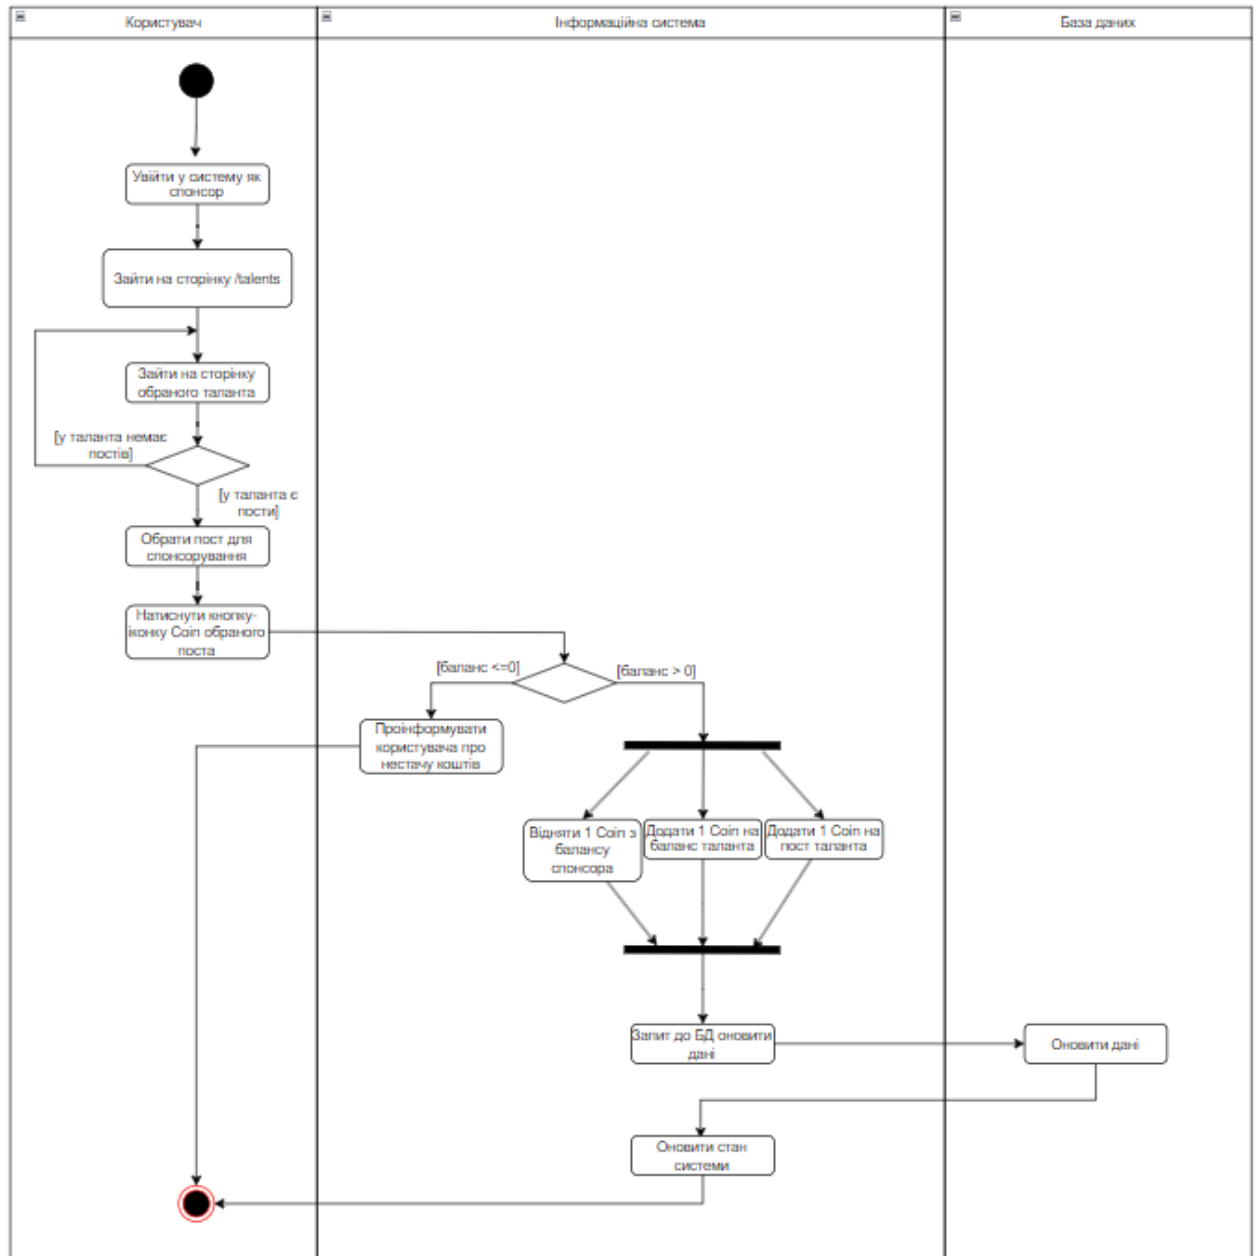 Користувач
Інформаційна система
База даних
Увійти у систему як
спонсор
Зайти на сторінку /talents
Зайти на сторінку
обраного таланта
[у таланта немає
постів]
[у таланта є
пости]
Обрати пост для
спонсорування
Натиснути кнопку-
іконку Coin обраного
поста
[баланс <=0]
[баланс > 0]
Проінформувати
користувача про
нестачу коштів
Відняти 1 Coin з
балансу
спонсора
Додати 1 Coin на
баланс таланта
Додати 1 Coin на
пост таланта
Запит до БД оновити
дані
Оновити дані
Оновити стан
системи